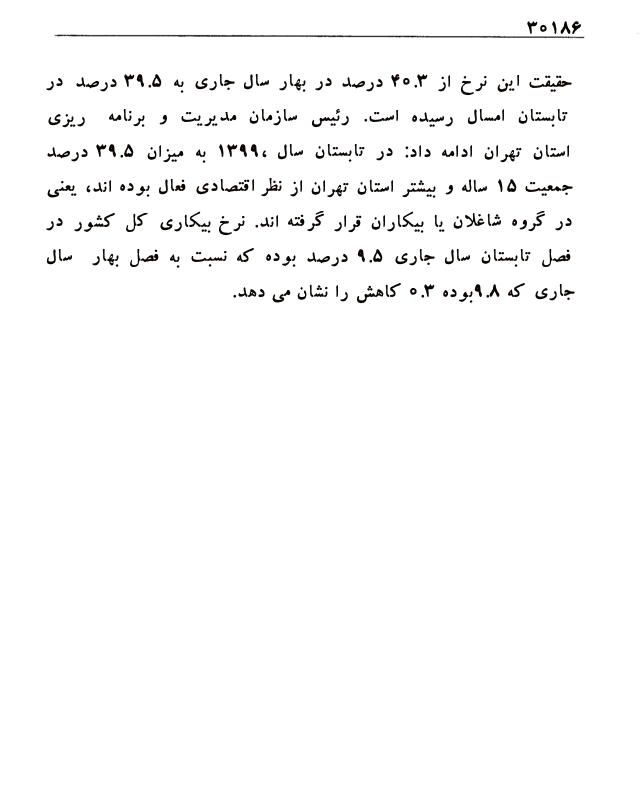 ۳۰۱۸۶
حقیقت این نرخ از ۴۰.۳ درصد در بهار سال جاری به ۳۹.۵ درصد در
تابستان امسال رسیده است. رئیس سازمان مدیریت و برنامه ریزی
استان تهران ادامه داد: در تابستان سال ،۱۳۹۹ به میزان ۳۹.۵ درصد
جمعیت ۱۵ ساله و بیشتر استان تهران از نظر اقتصادی فعال بوده اند، یعنی
در گروه شاغلان یا بیکاران قرار گرفته اند. نرخ بیکاری کل کشور در
فصل تابستان سال جاری ۹.۵ درصد بوده که نسبت به فصل بهار سال
جاری که ۹.۸بوده ۰.۳ کاهش را نشان می دهد.